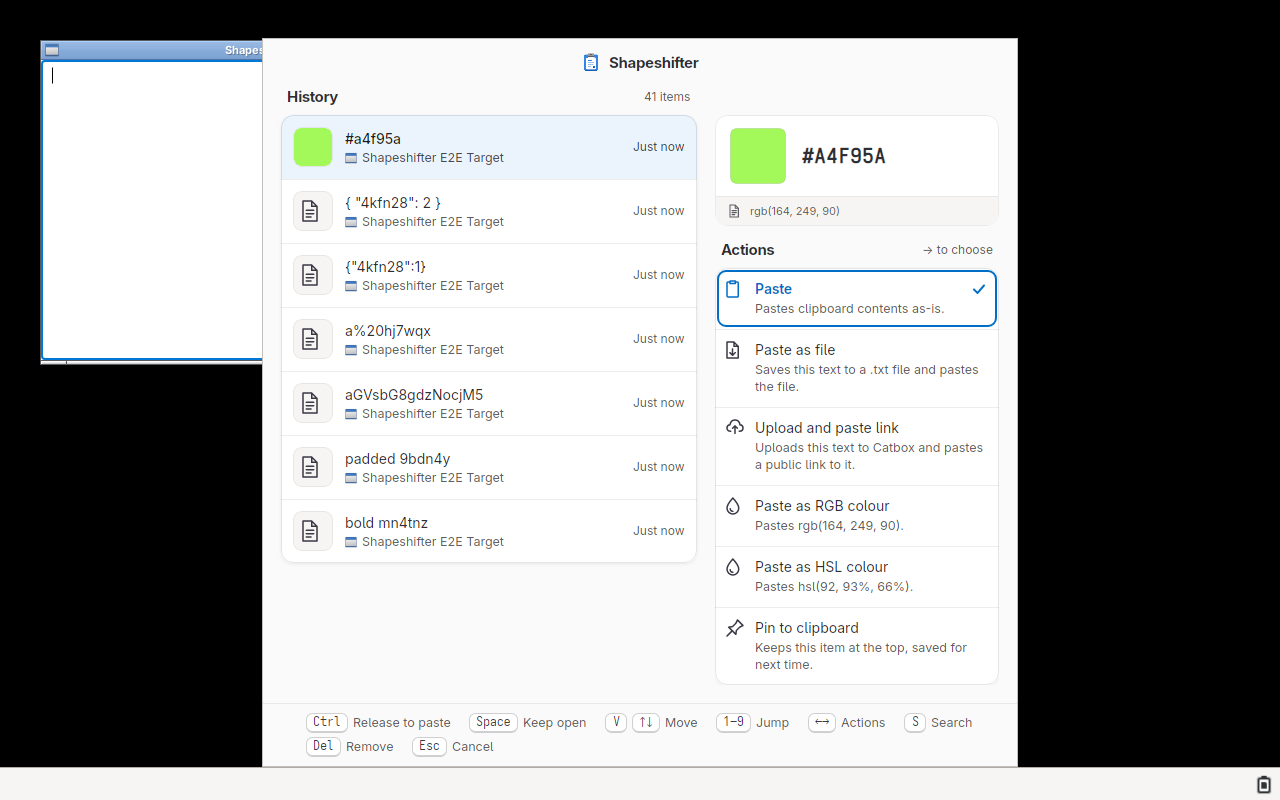 Shapes
Shapeshifter
History
41 items
#a4f95a
Shapeshifter E2E Target
Just now
{ "4kfn28": 2 }
Shapeshifter E2E Target
Just now
{"4kfn28":1}
Shapeshifter E2E Target
Just now
a%20hj7wqx
Shapeshifter E2E Target
Just now
aGVsbG8gdzNocjM5
Shapeshifter E2E Target
Just now
padded 9bdn4y
Shapeshifter E2E Target
Just now
bold mn4tnz
Shapeshifter E2E Target
Just now
#A4F95A
rgb(164, 249, 90)
Actions
→ to choose
Paste
Pastes clipboard contents as-is.
Paste as file
Saves this text to a .txt file and pastes
the file.
Upload and paste link
Uploads this text to Catbox and pastes
a public link to it.
Paste as RGB colour
Pastes rgb(164, 249, 90).
Paste as HSL colour
Pastes hsl(92, 93%, 66%).
Pin to clipboard
Keeps this item at the top, saved for
next time.
Ctrl Release to paste Space Keep open V ↑↓ Move 1–9 Jump ←→ Actions S Search
Del Remove Esc Cancel